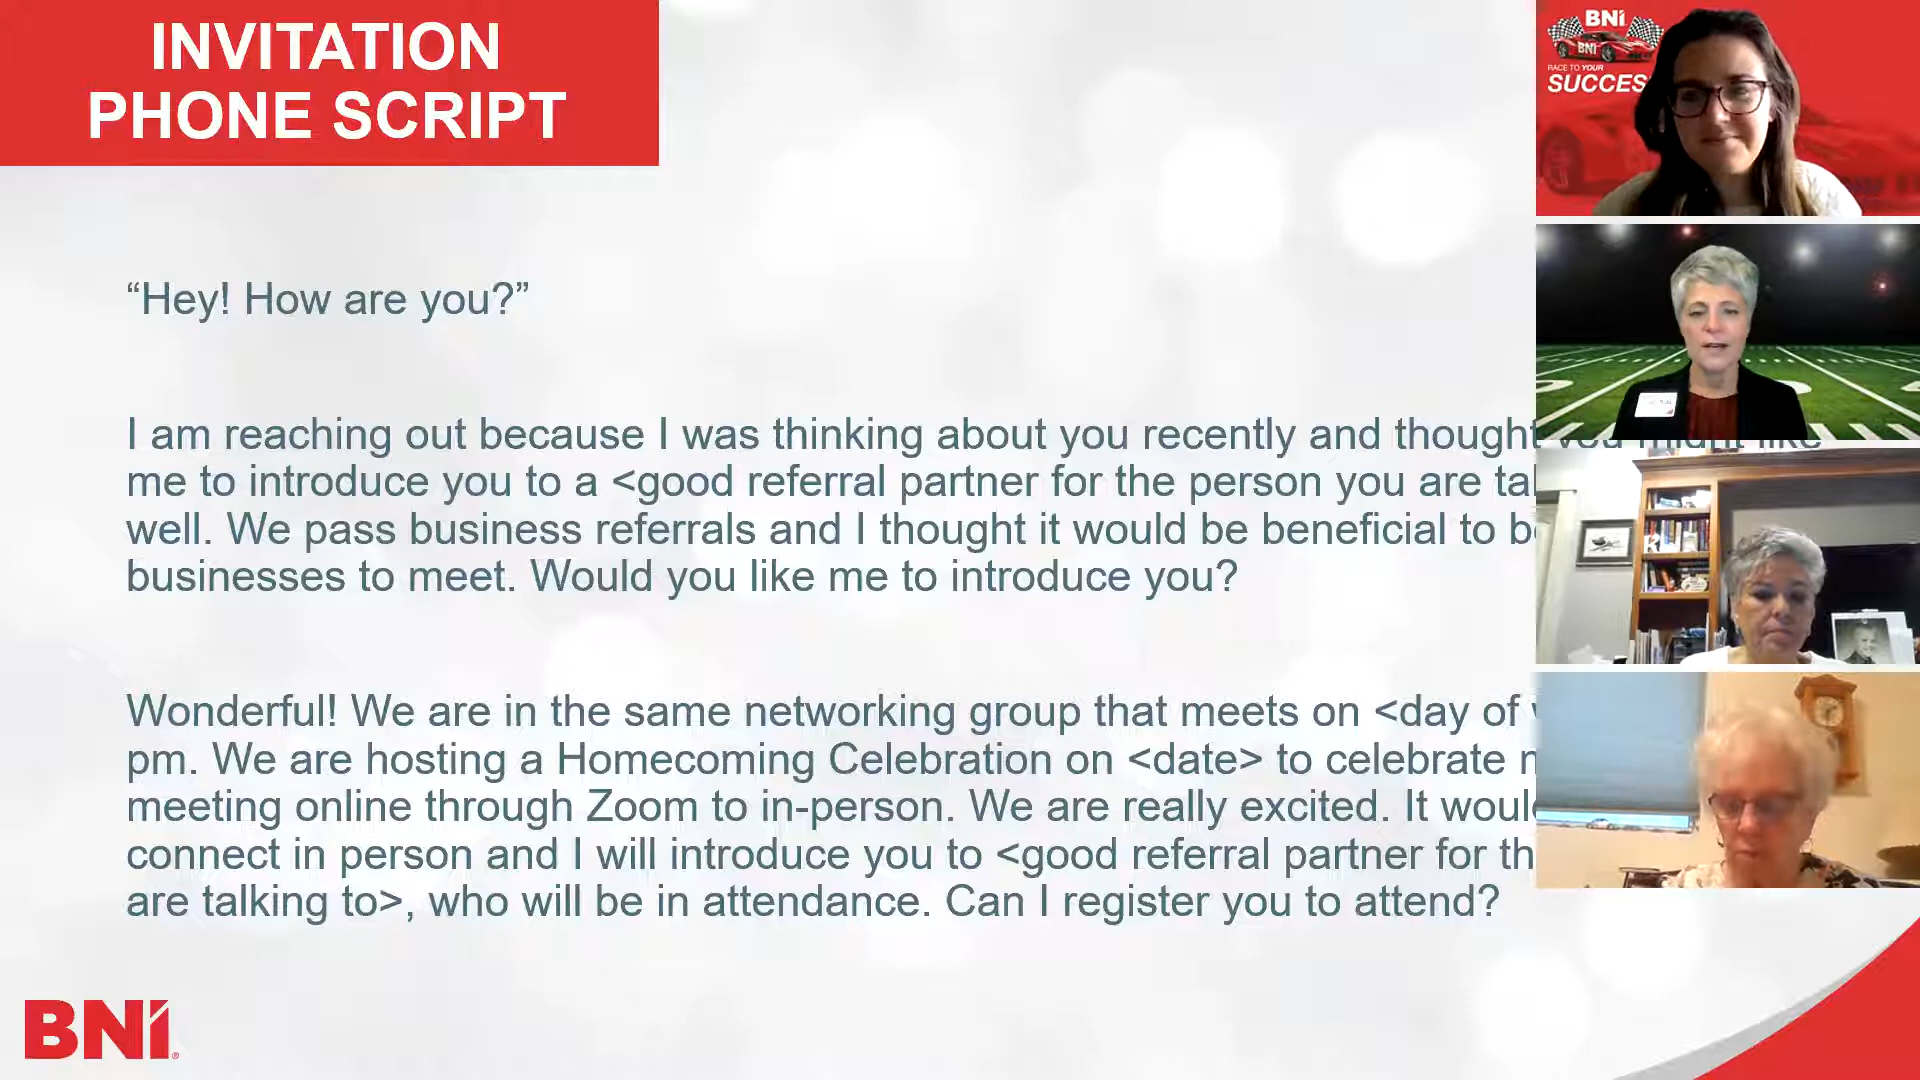 INVITATION
PHONE SCRIPT
“Hey! How are you?”
I am reaching out because I was thinking about you recently and thought you might like
me to introduce you to a <good referral partner for the person you are
well. We pass business referrals and I thought it would be beneficial to
businesses to meet. Would you like me to introduce you?
Wonderful! We are in the same networking group that meets on <day of
pm. We are hosting a Homecoming Celebration on <date> to celebrate
meeting online through Zoom to in-person. We are really excited. It
connect in person and I will introduce you to <good referral partner for
are talking to>, who will be in attendance. Can I register you to attend?
BNI®
BNI
BNI
RACE TO YOUR
SUCCES